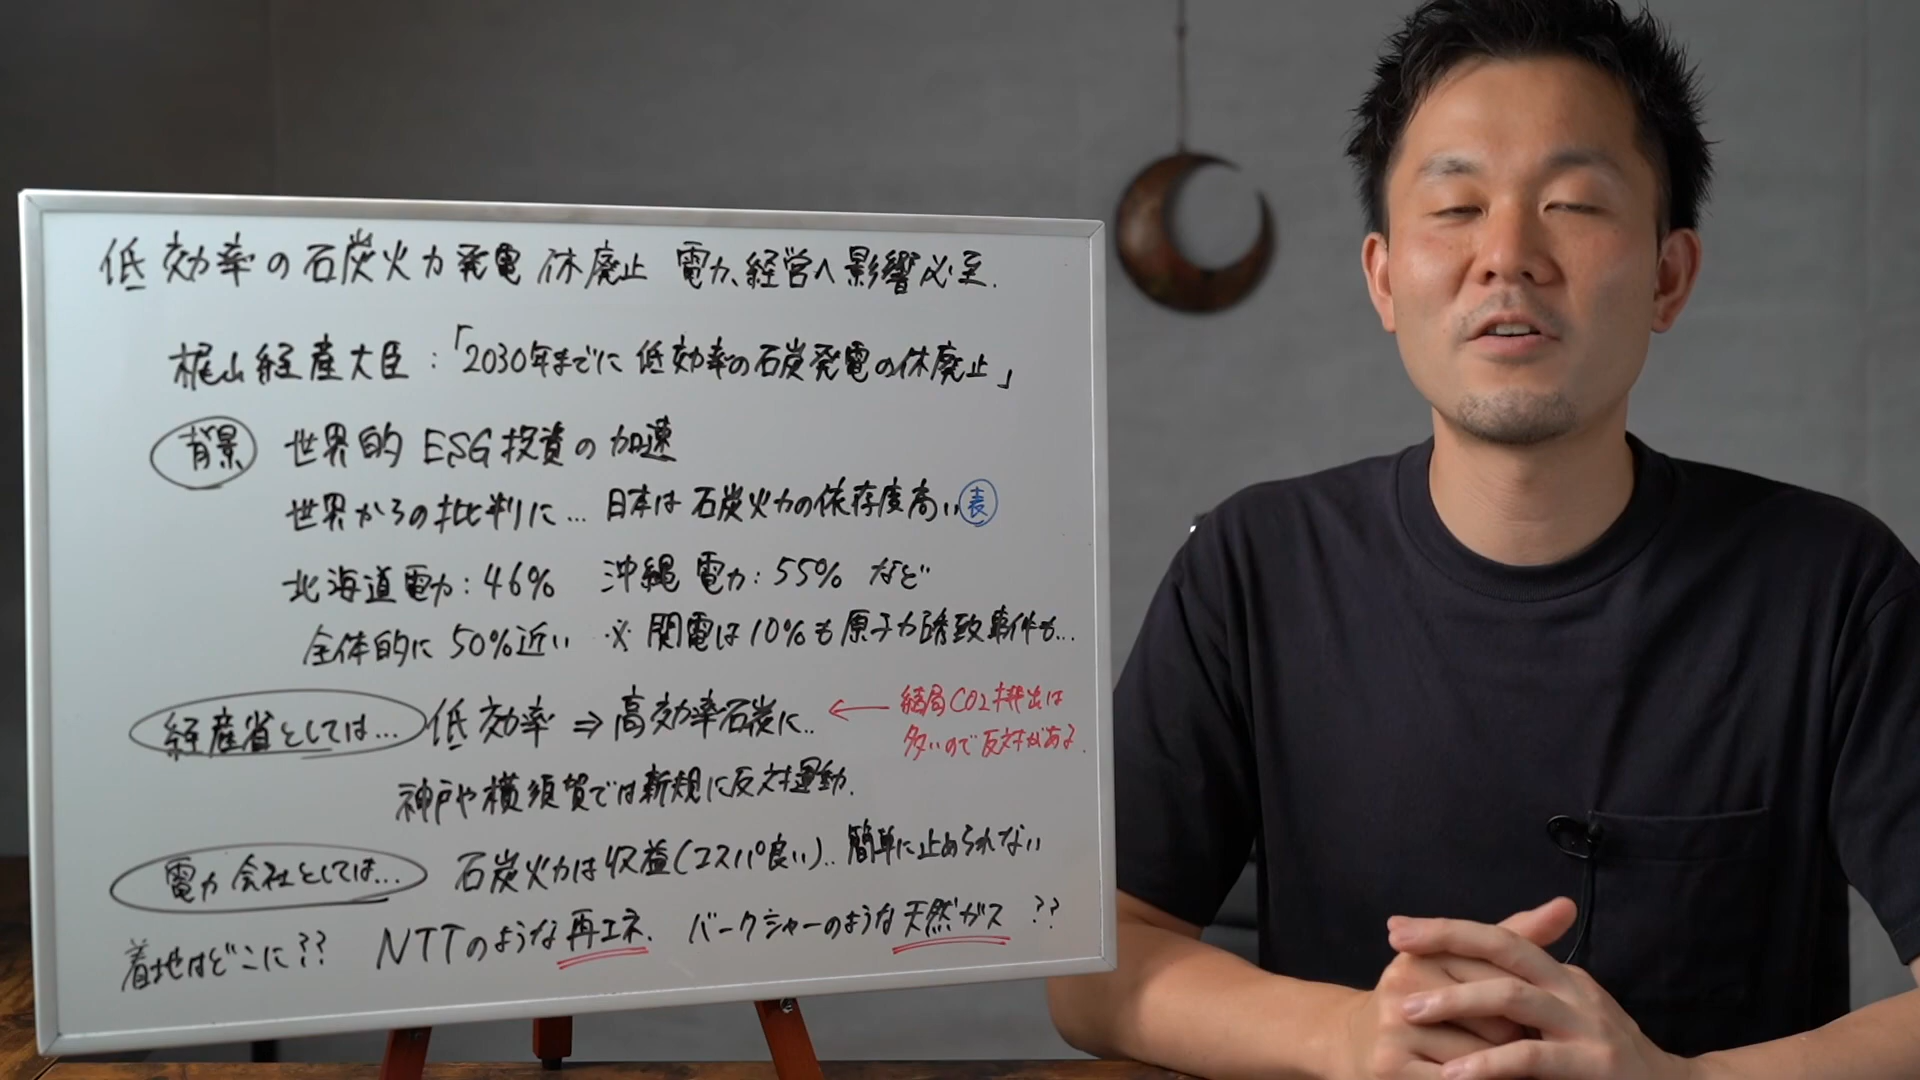 低効率の石炭火力発電 休廃止 電力、経営へ影響必至.
梶山経産大臣:「2030年までに低効率の石炭発電の休廃止」
背景 世界的ESG投資の加速
世界からの批判に… 日本は石炭火力の依存度高い 表
北海道電力:46% 沖縄電力:55% など
全体的に50%近い ※関電は10%も原子力誘致事件も…
経産省としては… 低効率⇒高効率石炭に.. ← 結局CO2排出は
多いので反対がある.
神戸や横須賀では新規に反対運動.
電力会社としては… 石炭火力は収益(コスパ良い)..簡単に止められない
着地はどこに?? NTTのような再エネ. バークシャーのような天然ガス ??